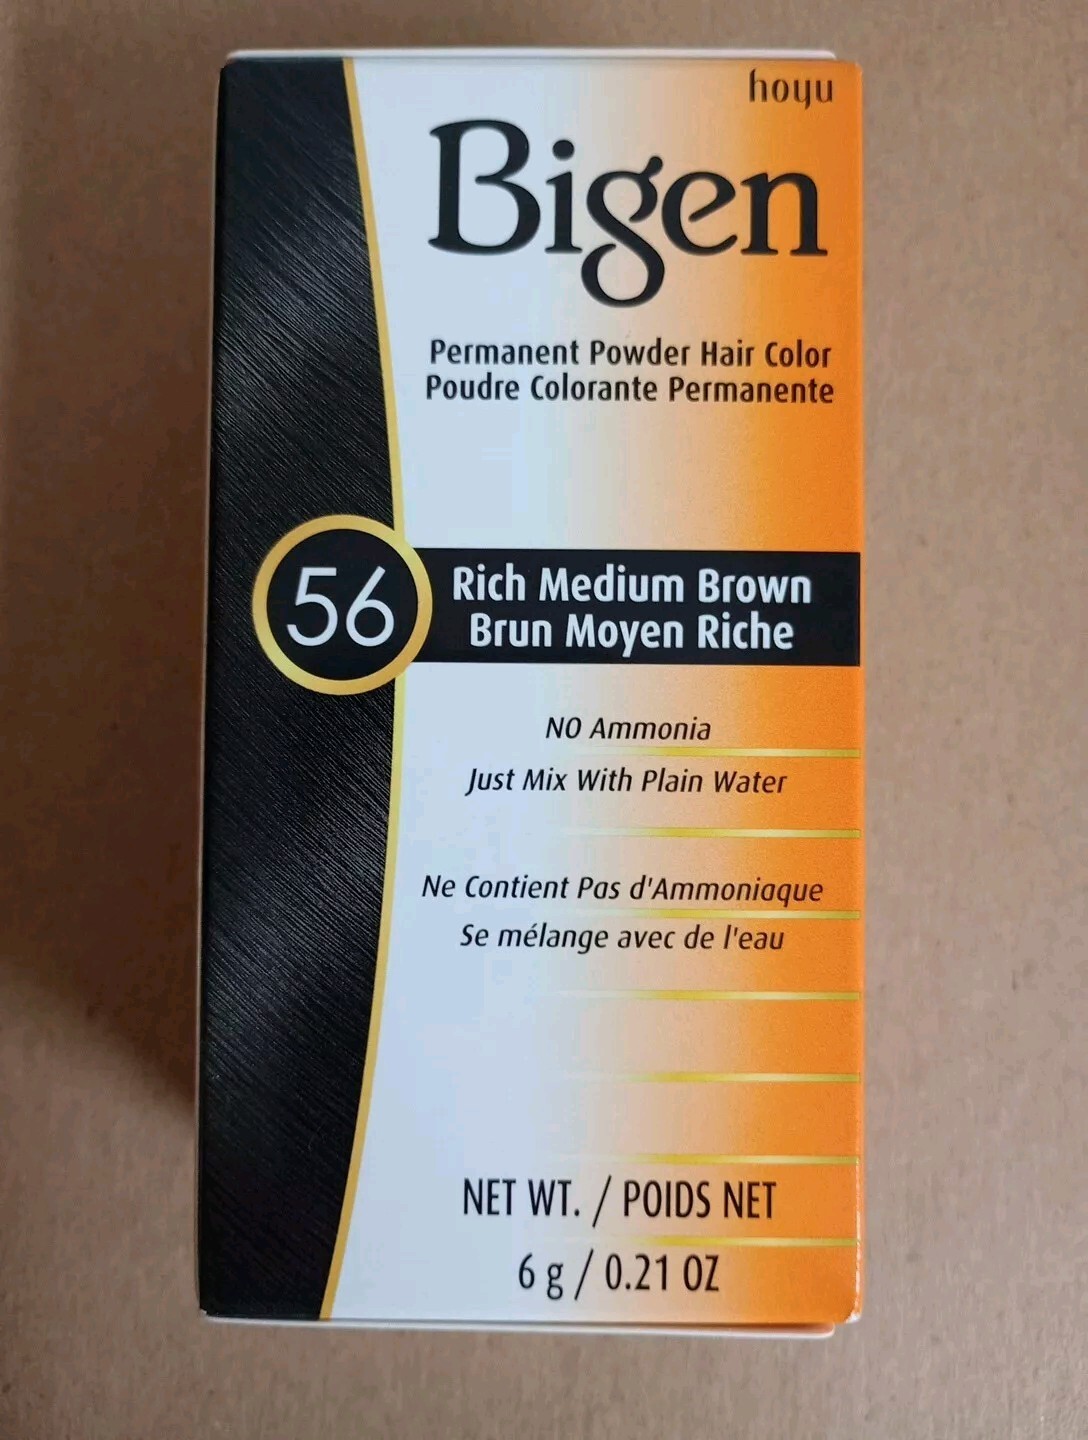 hoyu
Bigen
Permanent Powder Hair Color
Poudre Colorante Permanente
56
Rich Medium Brown
Brun Moyen Riche
NO Ammonia
Just Mix With Plain Water
Ne Contient Pas d'Ammoniaque
Se mélange avec de l'eau
NET WT. / POIDS NET
6 g / 0.21 OZ